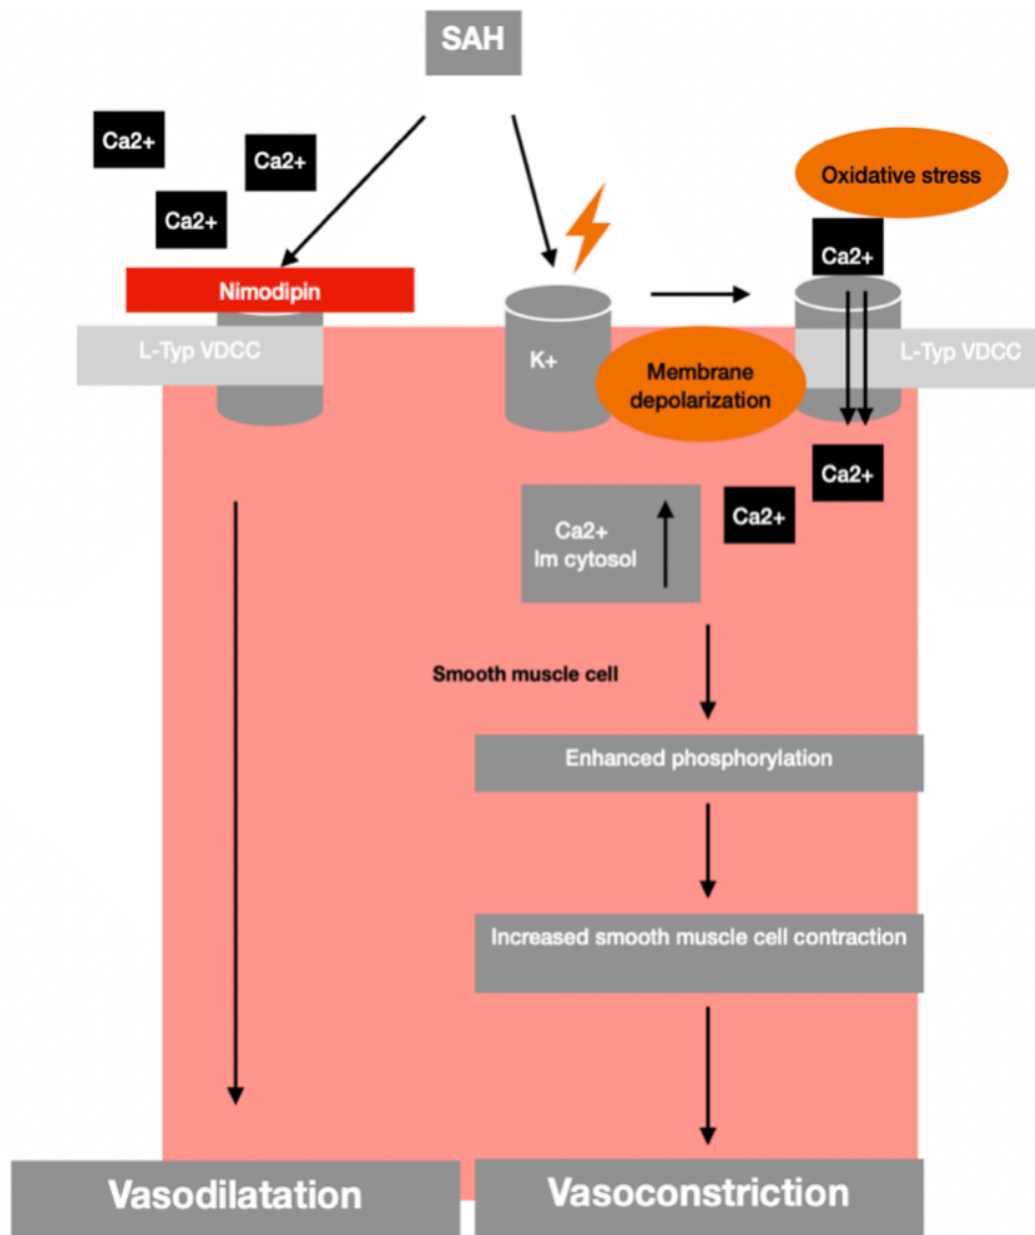 SAH
Ca2+
Ca2+
Ca2+
Oxidative stress
Ca2+
Nimodipin
L-Typ VDCC
K+
Membrane
depolarization
L-Typ VDCC
Ca2+
Ca2+
Ca2+
Im cytosol
Smooth muscle cell
Enhanced phosphorylation
Increased smooth muscle cell contraction
Vasodilatation
Vasoconstriction